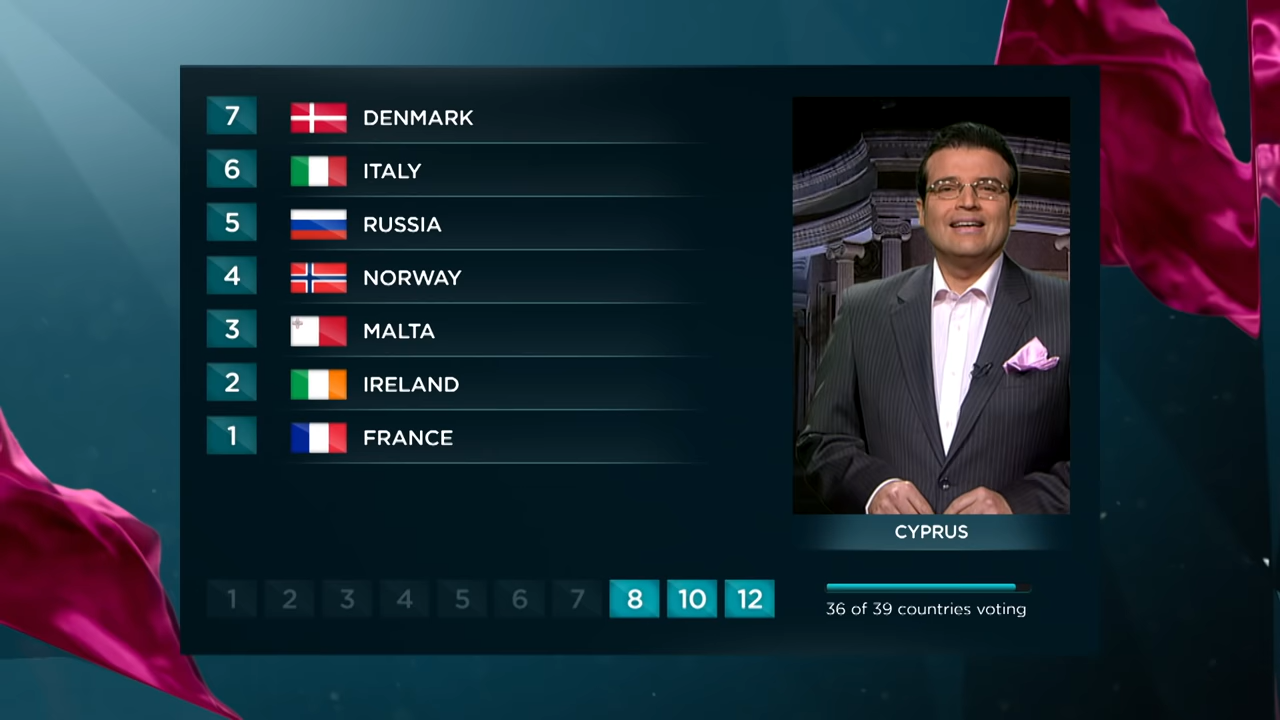 7 DENMARK
6 ITALY
5 RUSSIA
4 NORWAY
3 MALTA
2 IRELAND
1 FRANCE
CYPRUS
1 2 3 4 5 6 7 8 10 12
36 of 39 countries voting